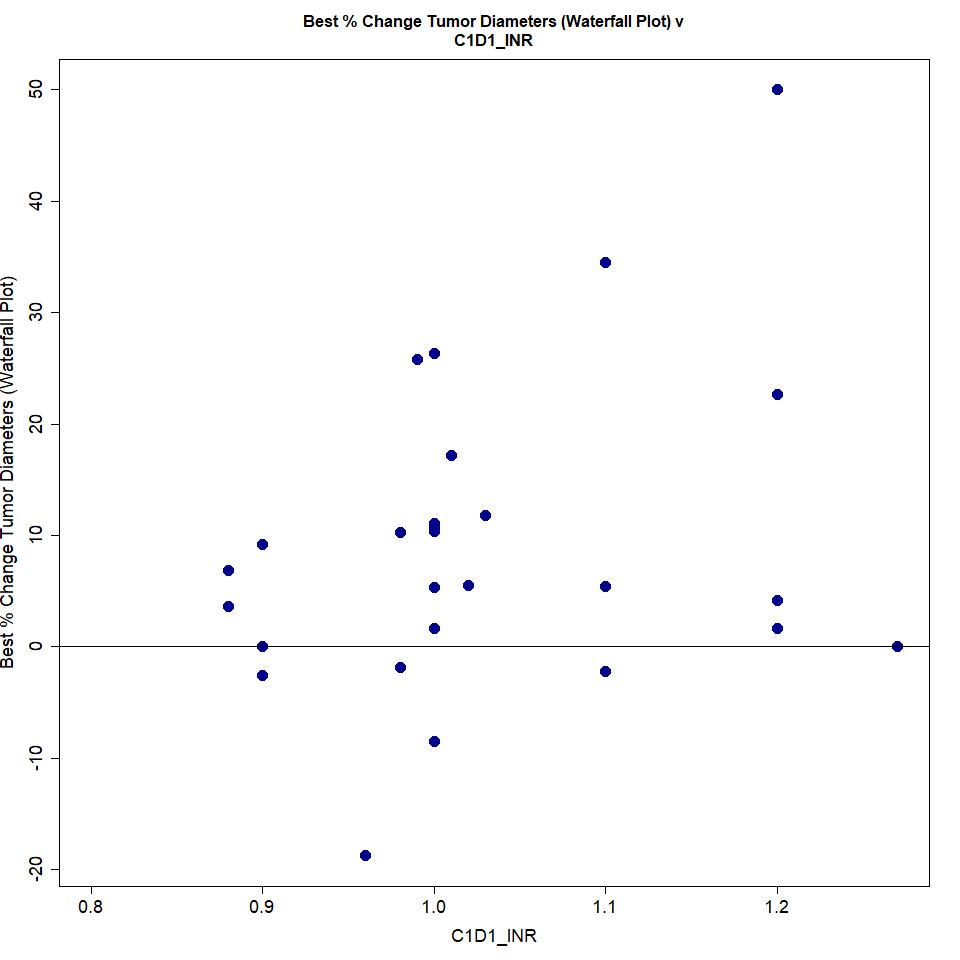 Best % Change Tumor Diameters (Waterfall Plot) v
C1D1_INR
Best % Change Tumor Diameters (Waterfall Plot)
50
40
30
20
10
0
-10
-20
0.8 0.9 1.0 1.1 1.2
C1D1_INR